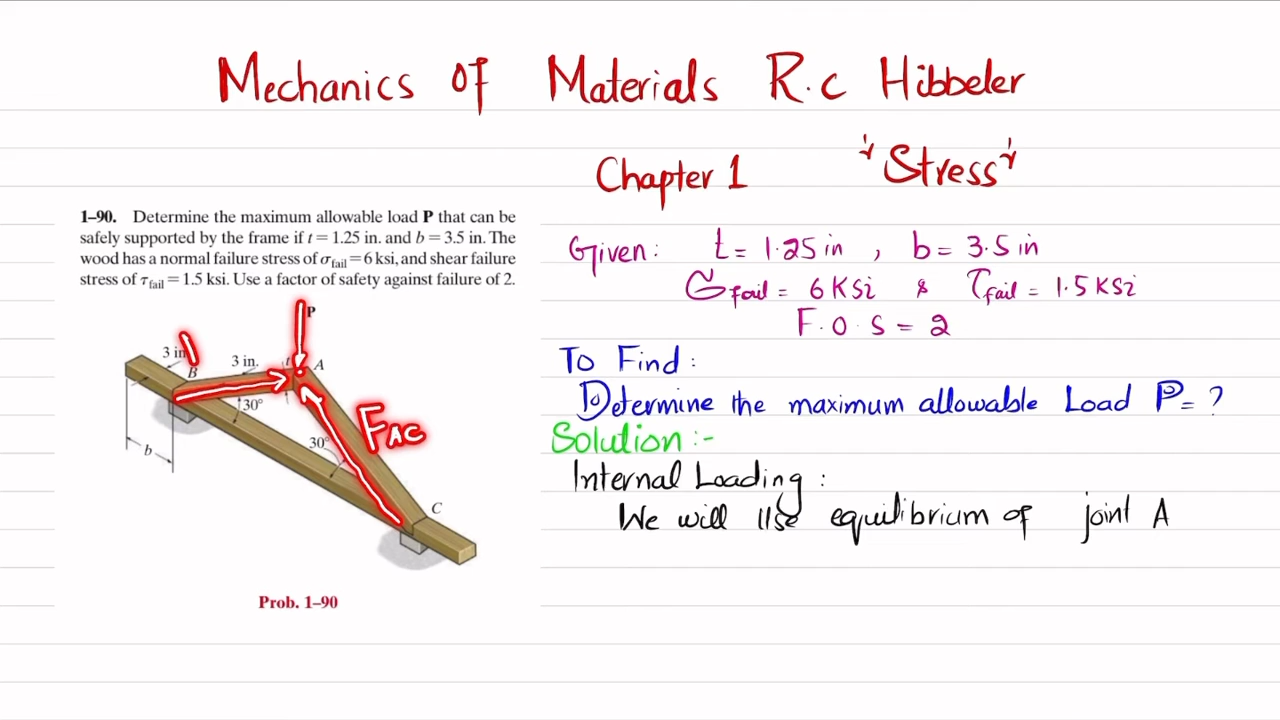 Mechanics of Materials R.c Hibbeler
Chapter 1 "Stress"
1–90. Determine the maximum allowable load P that can be
safely supported by the frame if t = 1.25 in. and b = 3.5 in. The
wood has a normal failure stress of σfail = 6 ksi, and shear failure
stress of τfail = 1.5 ksi. Use a factor of safety against failure of 2.
Given: t = 1.25 in , b = 3.5 in
σfail = 6 KSi & τfail = 1.5 KSi
F.O.S = 2
To Find:
Determine the maximum allowable Load P = ?
Solution:-
Internal Loading:
We will Use equilibrium of joint A
P
3 in.
3 in.
t
A
B
30°
FAC
30°
b
C
Prob. 1–90